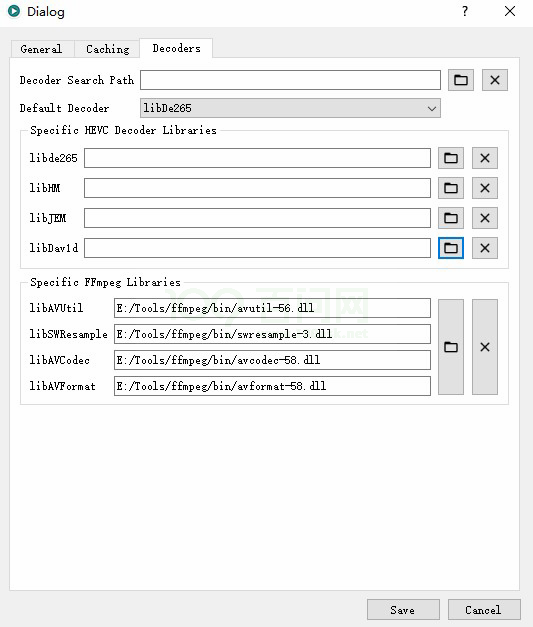 Dialog
General
Caching
Decoders
Decoder Search Path
Default Decoder
libDe265
Specific HEVC Decoder Libraries
libde265
libHM
libJEM
libDav1d
Specific FFmpeg Libraries
libAVUtil
E:/Tools/ffmpeg/bin/avutil-56.dll
libSWResample
E:/Tools/ffmpeg/bin/swresample-3.dll
libAVCodec
E:/Tools/ffmpeg/bin/avcodec-58.dll
libAVFormat
E:/Tools/ffmpeg/bin/avformat-58.dll
Save
Cancel